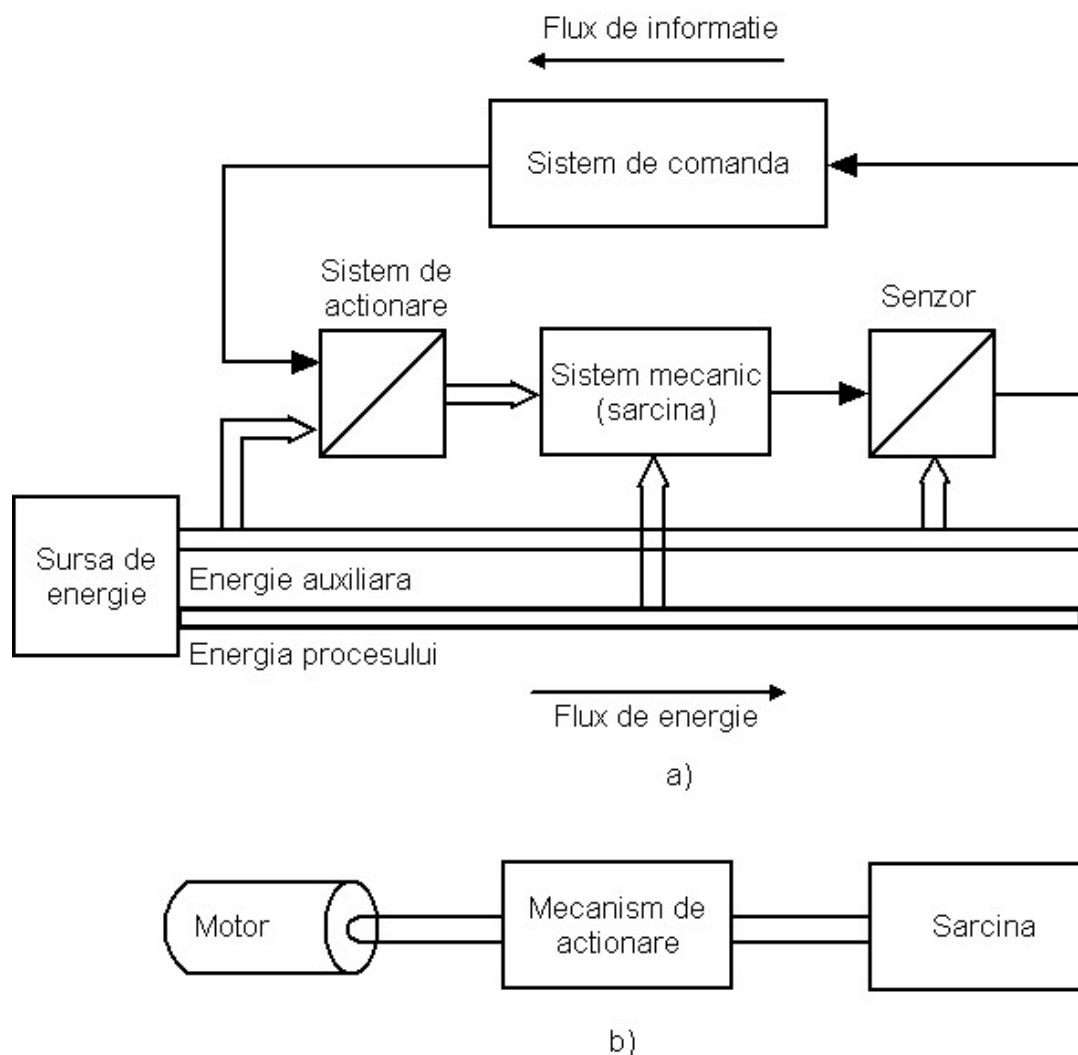 Flux de informatie
Sistem de comanda
Sistem de
actionare
Senzor
Sistem mecanic
(sarcina)
Sursa de
energie
Energie auxiliara
Energia procesului
Flux de energie
a)
Motor
Mecanism de
actionare
Sarcina
b)